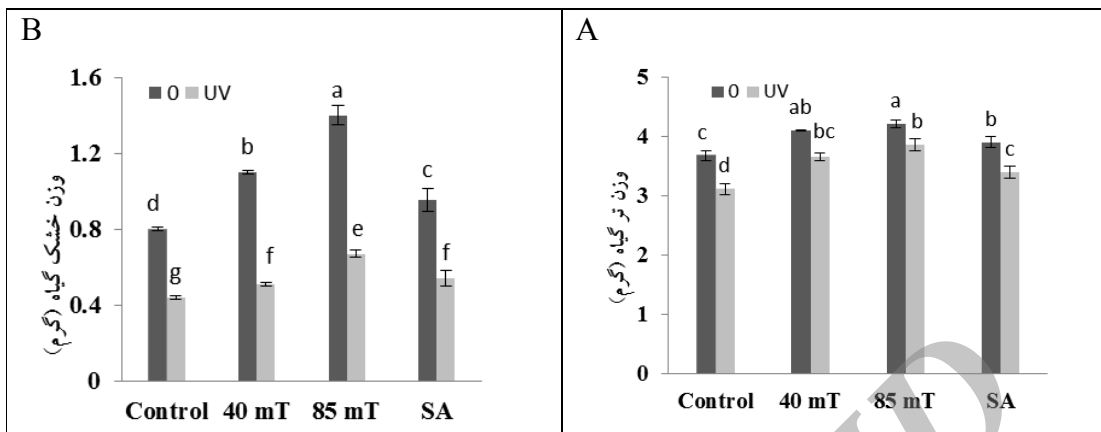 B
1.6
1.2
0.8
0.4
0
0 UV
a
b
c
d
e
f
f
g
وزن خشک گیاه (گرم)
Control 40 mT 85 mT SA
A
5
4
3
2
1
0
0 UV
c
ab
a
b
d
bc
b
c
وزن تر گیاه (گرم)
Control 40 mT 85 mT SA